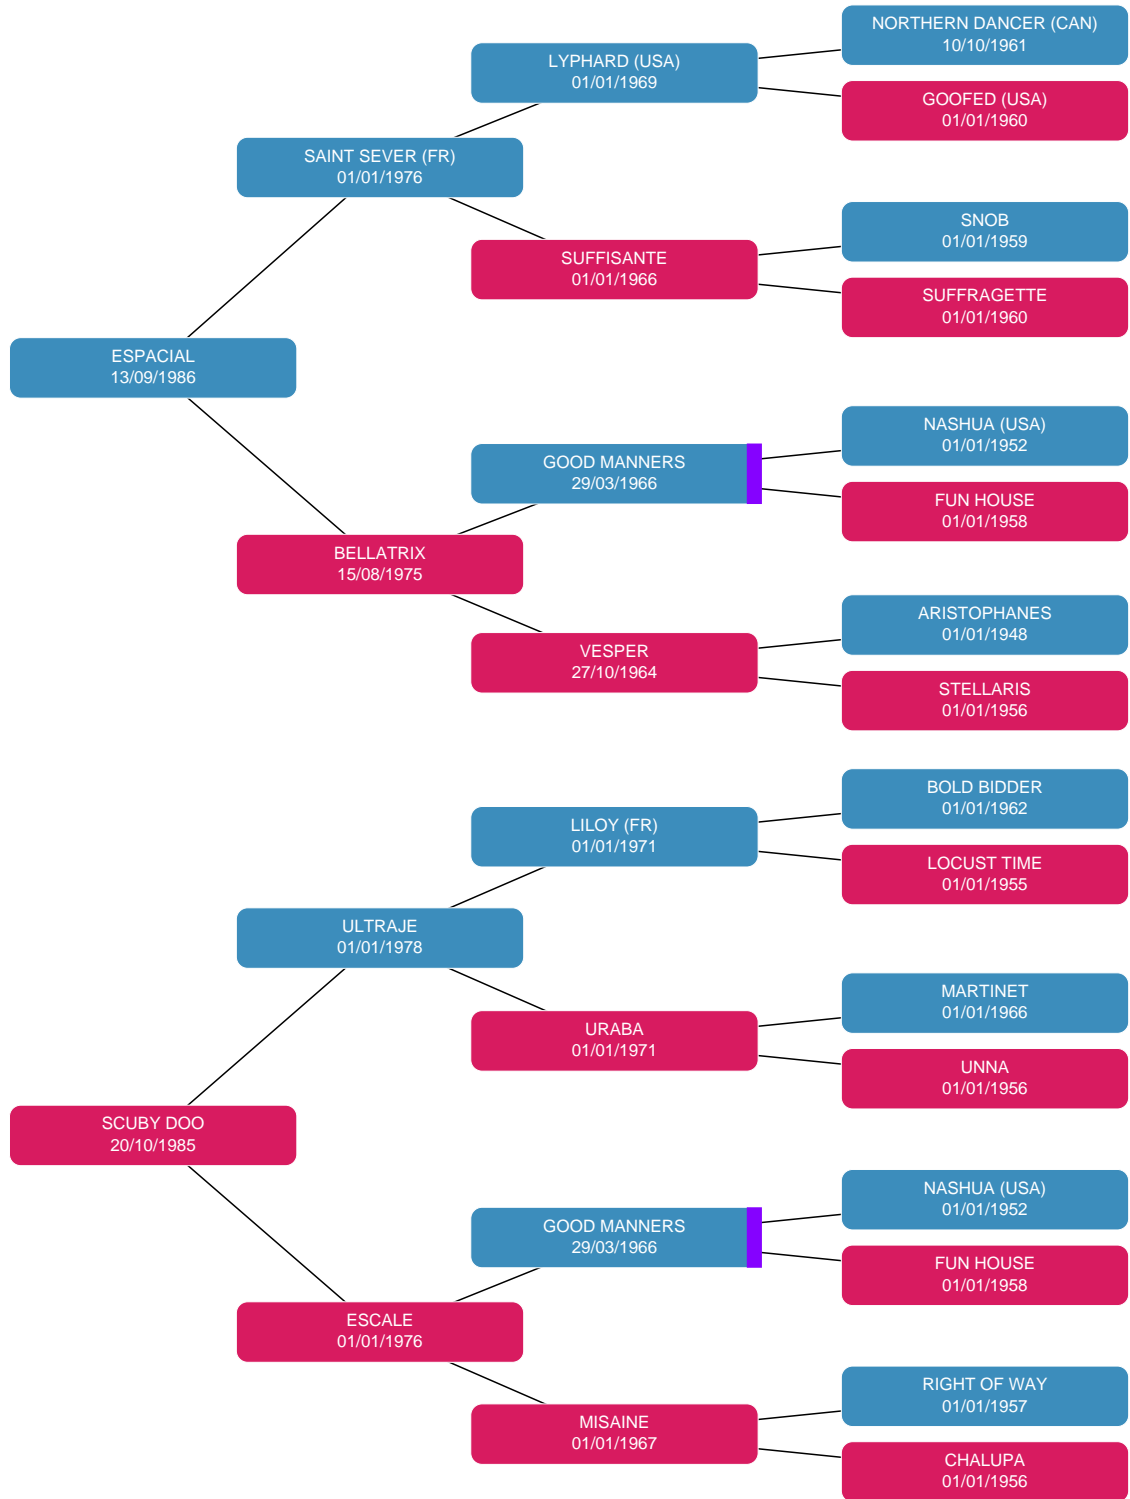 NORTHERN DANCER (CAN)
10/10/1961
LYPHARD (USA)
01/01/1969
GOOFED (USA)
01/01/1960
SAINT SEVER (FR)
01/01/1976
SNOB
01/01/1959
SUFFISANTE
01/01/1966
SUFFRAGETTE
01/01/1960
ESPACIAL
13/09/1986
NASHUA (USA)
01/01/1952
GOOD MANNERS
29/03/1966
FUN HOUSE
01/01/1958
BELLATRIX
15/08/1975
ARISTOPHANES
01/01/1948
VESPER
27/10/1964
STELLARIS
01/01/1956
BOLD BIDDER
01/01/1962
LILOY (FR)
01/01/1971
LOCUST TIME
01/01/1955
ULTRAJE
01/01/1978
MARTINET
01/01/1966
URABA
01/01/1971
UNNA
01/01/1956
SCUBY DOO
20/10/1985
NASHUA (USA)
01/01/1952
GOOD MANNERS
29/03/1966
FUN HOUSE
01/01/1958
ESCALE
01/01/1976
RIGHT OF WAY
01/01/1957
MISAINE
01/01/1967
CHALUPA
01/01/1956